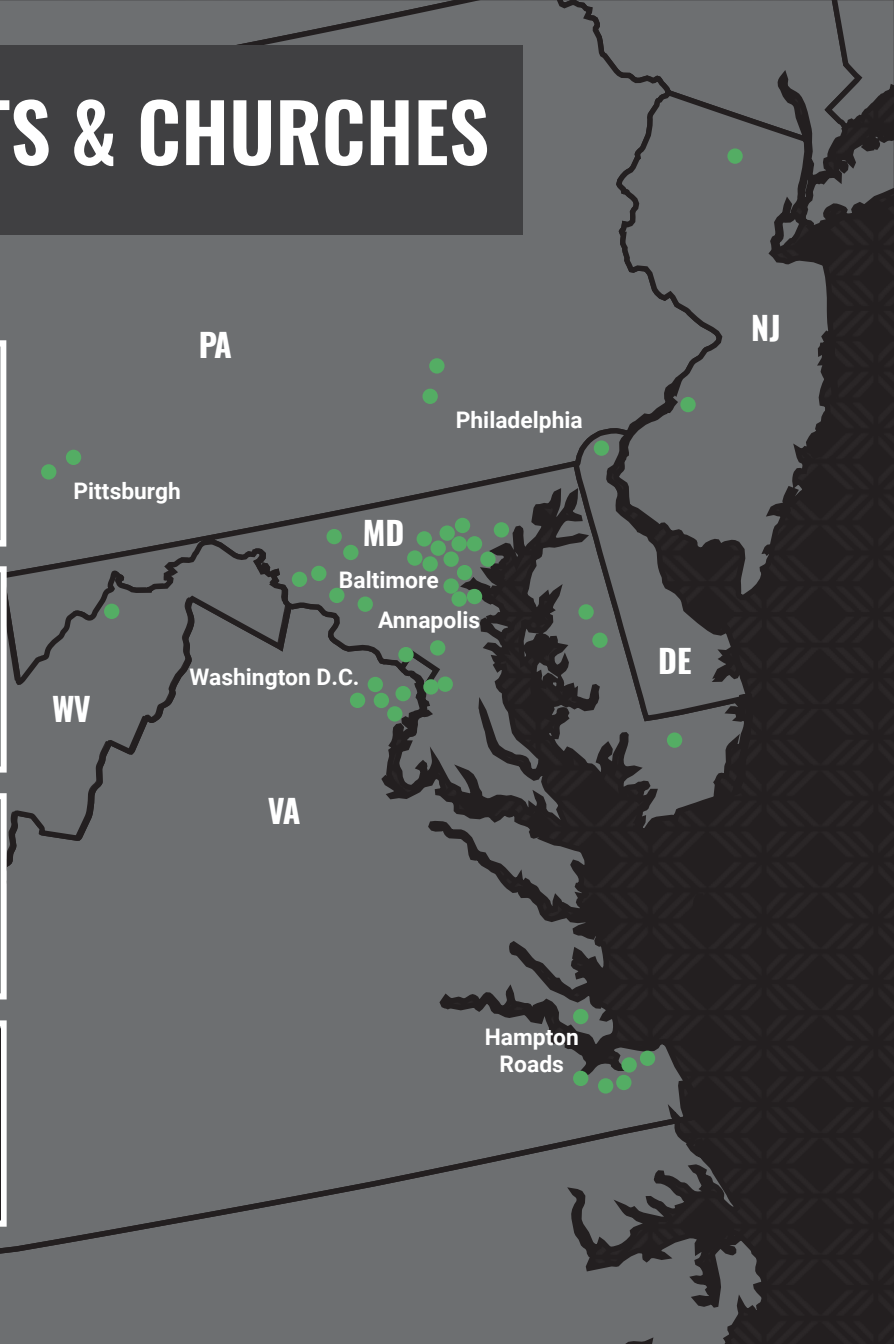 TS & CHURCHES
PA
NJ
Philadelphia
Pittsburgh
MD
Baltimore
Annapolis
DE
Washington D.C.
WV
VA
Hampton
Roads